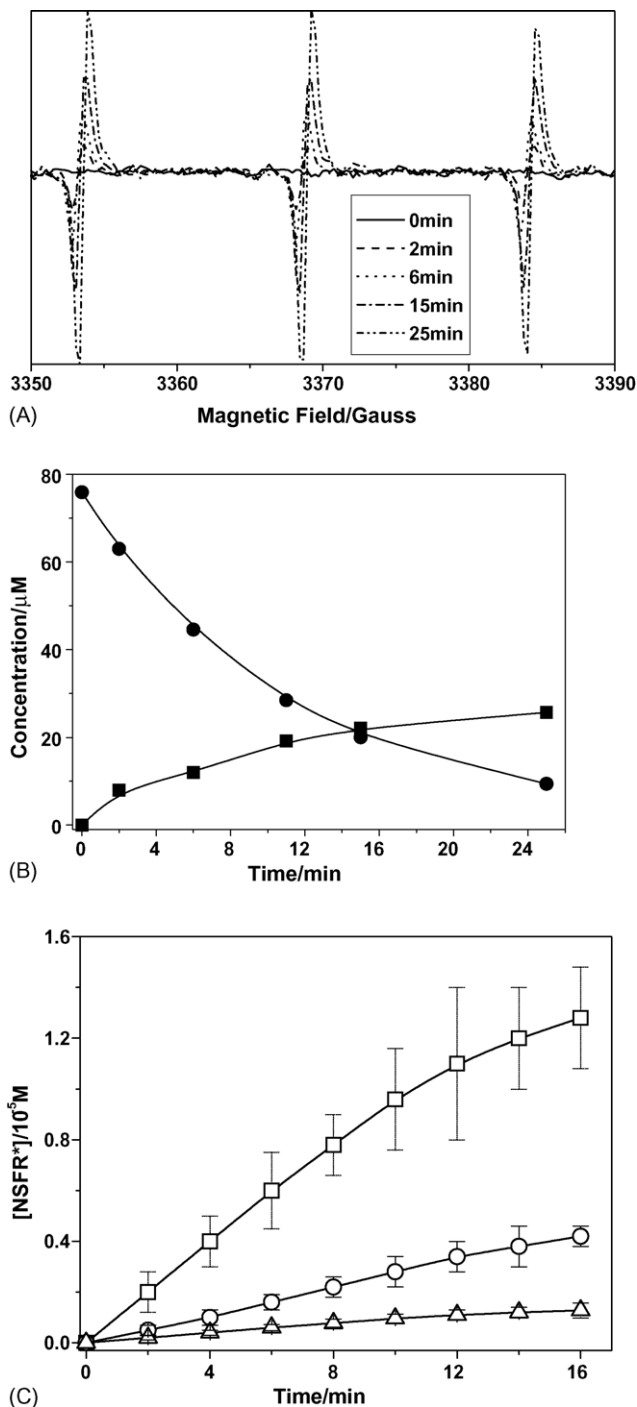 0min
2min
6min
15min
25min
3350 3360 3370 3380 3390
(A) Magnetic Field/Gauss
80
60
40
20
0
Concentration/μM
0 4 8 12 16 20 24
(B) Time/min
1.6
1.2
0.8
0.4
0.0
[NSFR*]/10⁻⁵M
0 4 8 12 16
(C) Time/min